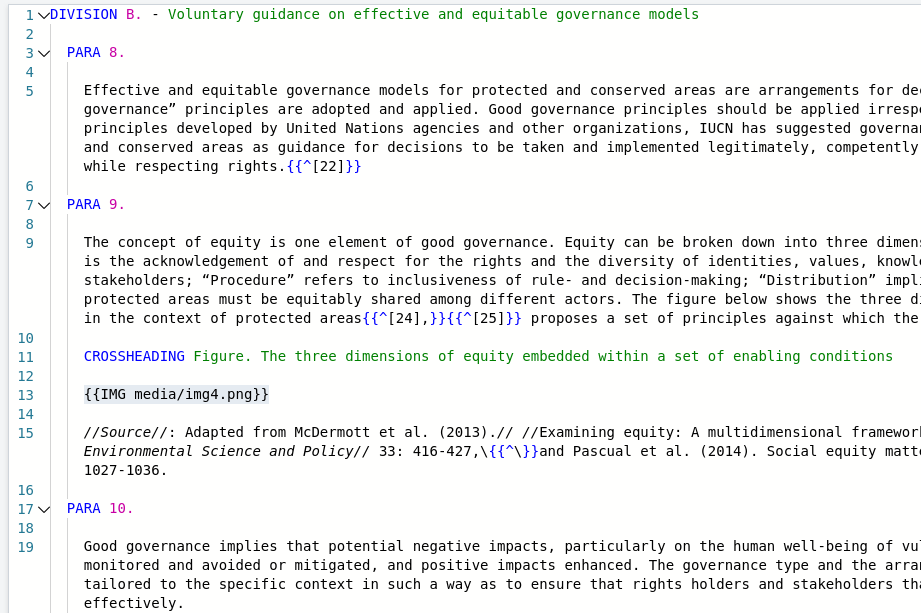 1 DIVISION B. - Voluntary guidance on effective and equitable governance models
2
3 PARA 8.
4
5 Effective and equitable governance models for protected and conserved areas are arrangements for de
governance” principles are adopted and applied. Good governance principles should be applied irresp
principles developed by United Nations agencies and other organizations, IUCN has suggested governa
and conserved areas as guidance for decisions to be taken and implemented legitimately, competently
while respecting rights.{{^[22]}}
6
7 PARA 9.
8
9 The concept of equity is one element of good governance. Equity can be broken down into three dimen
is the acknowledgement of and respect for the rights and the diversity of identities, values, knowl
stakeholders; “Procedure” refers to inclusiveness of rule- and decision-making; “Distribution” impl
protected areas must be equitably shared among different actors. The figure below shows the three d
in the context of protected areas{{^[24],}}{{^[25]}} proposes a set of principles against which the
10
11 CROSSHEADING Figure. The three dimensions of equity embedded within a set of enabling conditions
12
13 {{IMG media/img4.png}}
14
15 //Source//: Adapted from McDermott et al. (2013).// //Examining equity: A multidimensional framewor
Environmental Science and Policy// 33: 416-427,\{{^\}}and Pascual et al. (2014). Social equity matt
1027-1036.
16
17 PARA 10.
18
19 Good governance implies that potential negative impacts, particularly on the human well-being of vu
monitored and avoided or mitigated, and positive impacts enhanced. The governance type and the arra
tailored to the specific context in such a way as to ensure that rights holders and stakeholders th
effectively.